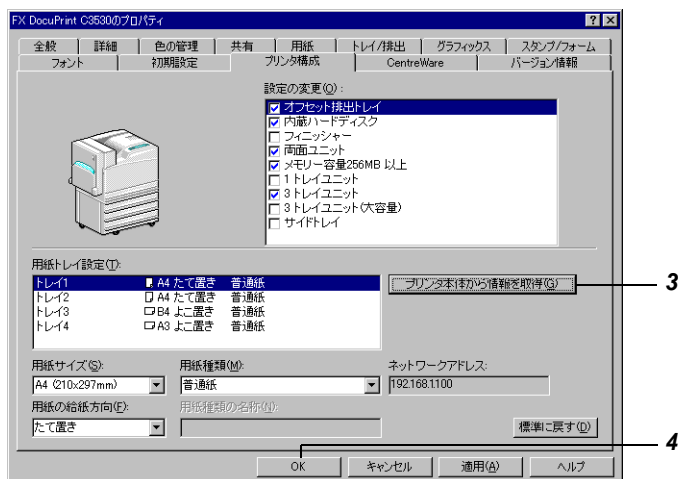 FX DocuPrint C3530のプロパティ
全般 詳細 色の管理 共有 用紙 トレイ/排出 グラフィックス スタンプ/フォーム
フォント 初期設定 プリンタ構成 CentreWare バージョン情報
設定の変更(O):
オフセット排出トレイ
内蔵ハードディスク
フィニッシャー
両面ユニット
メモリー容量256MB 以上
1 トレイユニット
3 トレイユニット
3 トレイユニット(大容量)
サイドトレイ
用紙トレイ設定(T):
トレイ1 A4 たて置き 普通紙
トレイ2 A4 たて置き 普通紙
トレイ3 B4 よこ置き 普通紙
トレイ4 A3 よこ置き 普通紙
プリンタ本体から情報を取得(G)
3
用紙サイズ(S): 用紙種類(M): ネットワークアドレス:
A4 (210x297mm) 普通紙 192.168.1.100
用紙の給紙方向(F): 用紙種類の名称(N):
たて置き 標準に戻す(D)
4
OK キャンセル 適用(A) ヘルプ